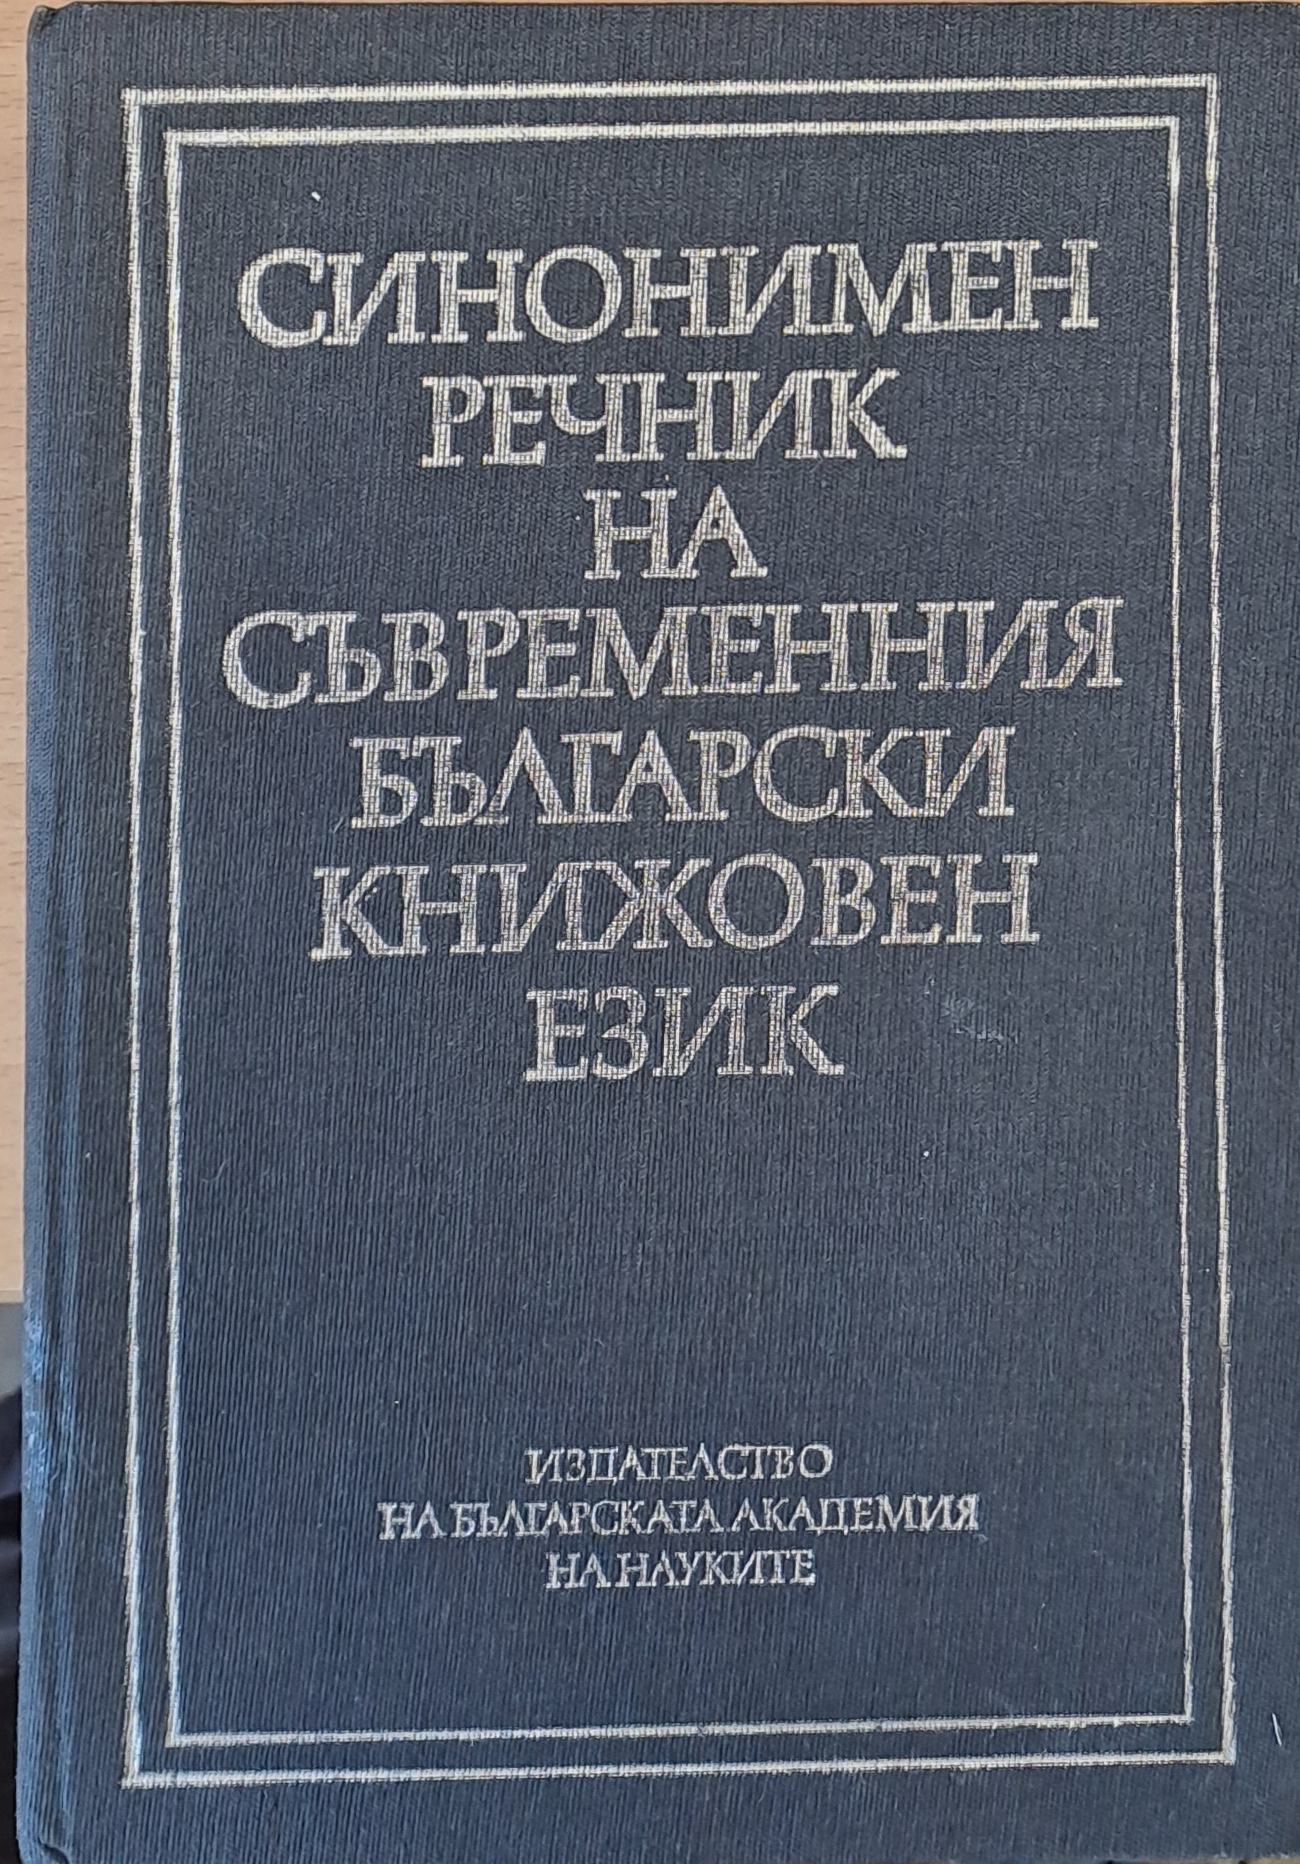 СИНОНИМЕН
РЕЧНИК
НА
СЪВРЕМЕННИЯ
БЪЛГАРСКИ
КНИЖОВЕН
ЕЗИК
ИЗДАТЕЛСТВО
НА БЪЛГАРСКАТА АКАДЕМИЯ
НА НАУКИТЕ